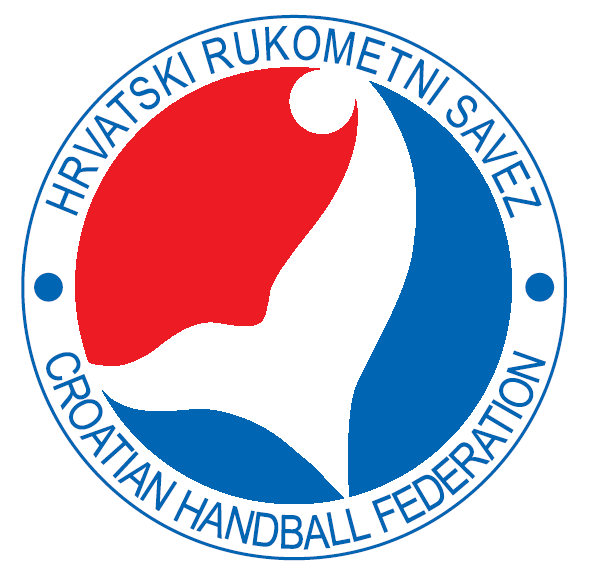 HRVATSKI RUKOMETNI SAVEZ
CROATIAN HANDBALL FEDERATION